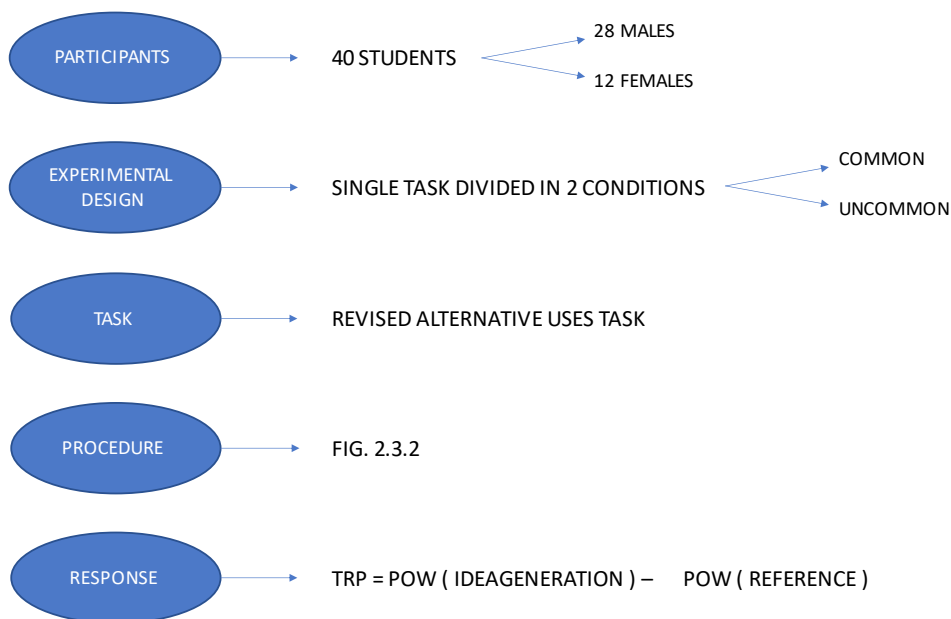 PARTICIPANTS
40 STUDENTS
28 MALES
12 FEMALES
EXPERIMENTAL
DESIGN
SINGLE TASK DIVIDED IN 2 CONDITIONS
COMMON
UNCOMMON
TASK
REVISED ALTERNATIVE USES TASK
PROCEDURE
FIG. 2.3.2
RESPONSE
TRP = POW ( IDEAGENERATION ) – POW ( REFERENCE )